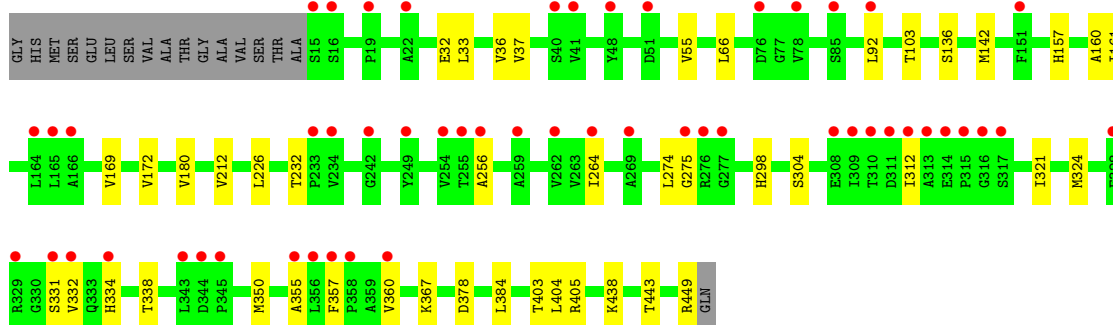 GLY HIS MET SER GLU LEU SER SER VAL ALA THR GLY ALA VAL SER THR ALA S15 S16 P19 A22 E32 L33 V36 V37 S40 V41 Y48 D51 V55 L66 D76 G77 V78 S85 L92 T103 S136 M142 F151 H157 A160
L164 L165 A166 V169 V172 V180 V212 L226 T232 P233 V234 G242 Y249 V254 T255 A256 A259 V262 V263 I264 A269 L274 G275 R276 G277 H298 S304 E308 I309 T310 D311 I312 A313 E314 P315 G316 S317 I321 M324
R329 G330 S331 V332 Q333 H334 T338 L343 D344 P345 M350 A355 L356 F357 P358 A359 V360 K367 D378 L384 T403 L404 R405 K438 T443 R449 GLN